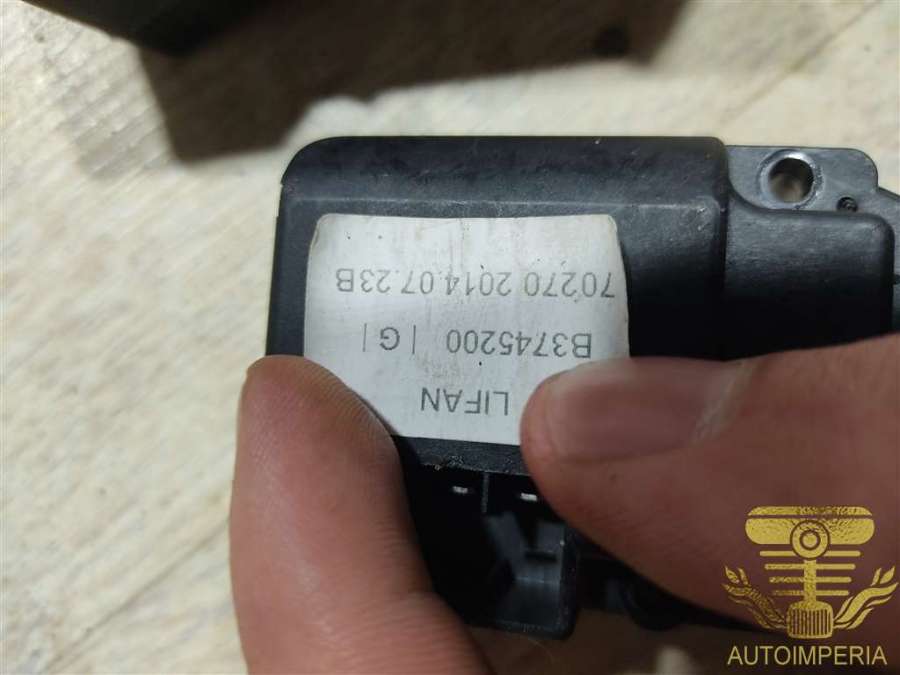 LIFAN
B3745200 | G |
70270 2014.07.23B
AUTOIMPERIA